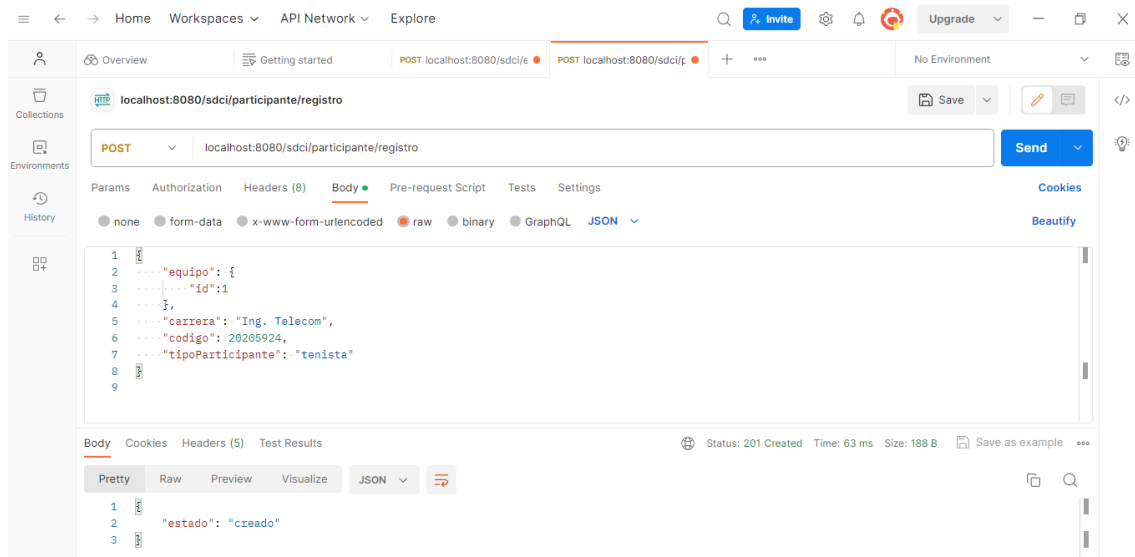 Home Workspaces API Network Explore Invite Upgrade
Overview Getting started POST localhost:8080/sdci/e POST localhost:8080/sdci/p No Environment
HTTP localhost:8080/sdci/participante/registro Save
Collections
POST localhost:8080/sdci/participante/registro Send
Environments
Params Authorization Headers (8) Body Pre-request Script Tests Settings Cookies
History
none form-data x-www-form-urlencoded raw binary GraphQL JSON Beautify
1 {
2 "equipo": {
3 "id":1
4 },
5 "carrera": "Ing. Telecom",
6 "codigo": 20205924,
7 "tipoParticipante": "tenista"
8 }
9
Body Cookies Headers (5) Test Results Status: 201 Created Time: 63 ms Size: 188 B Save as example
Pretty Raw Preview Visualize JSON
1 {
2 "estado": "creado"
3 }